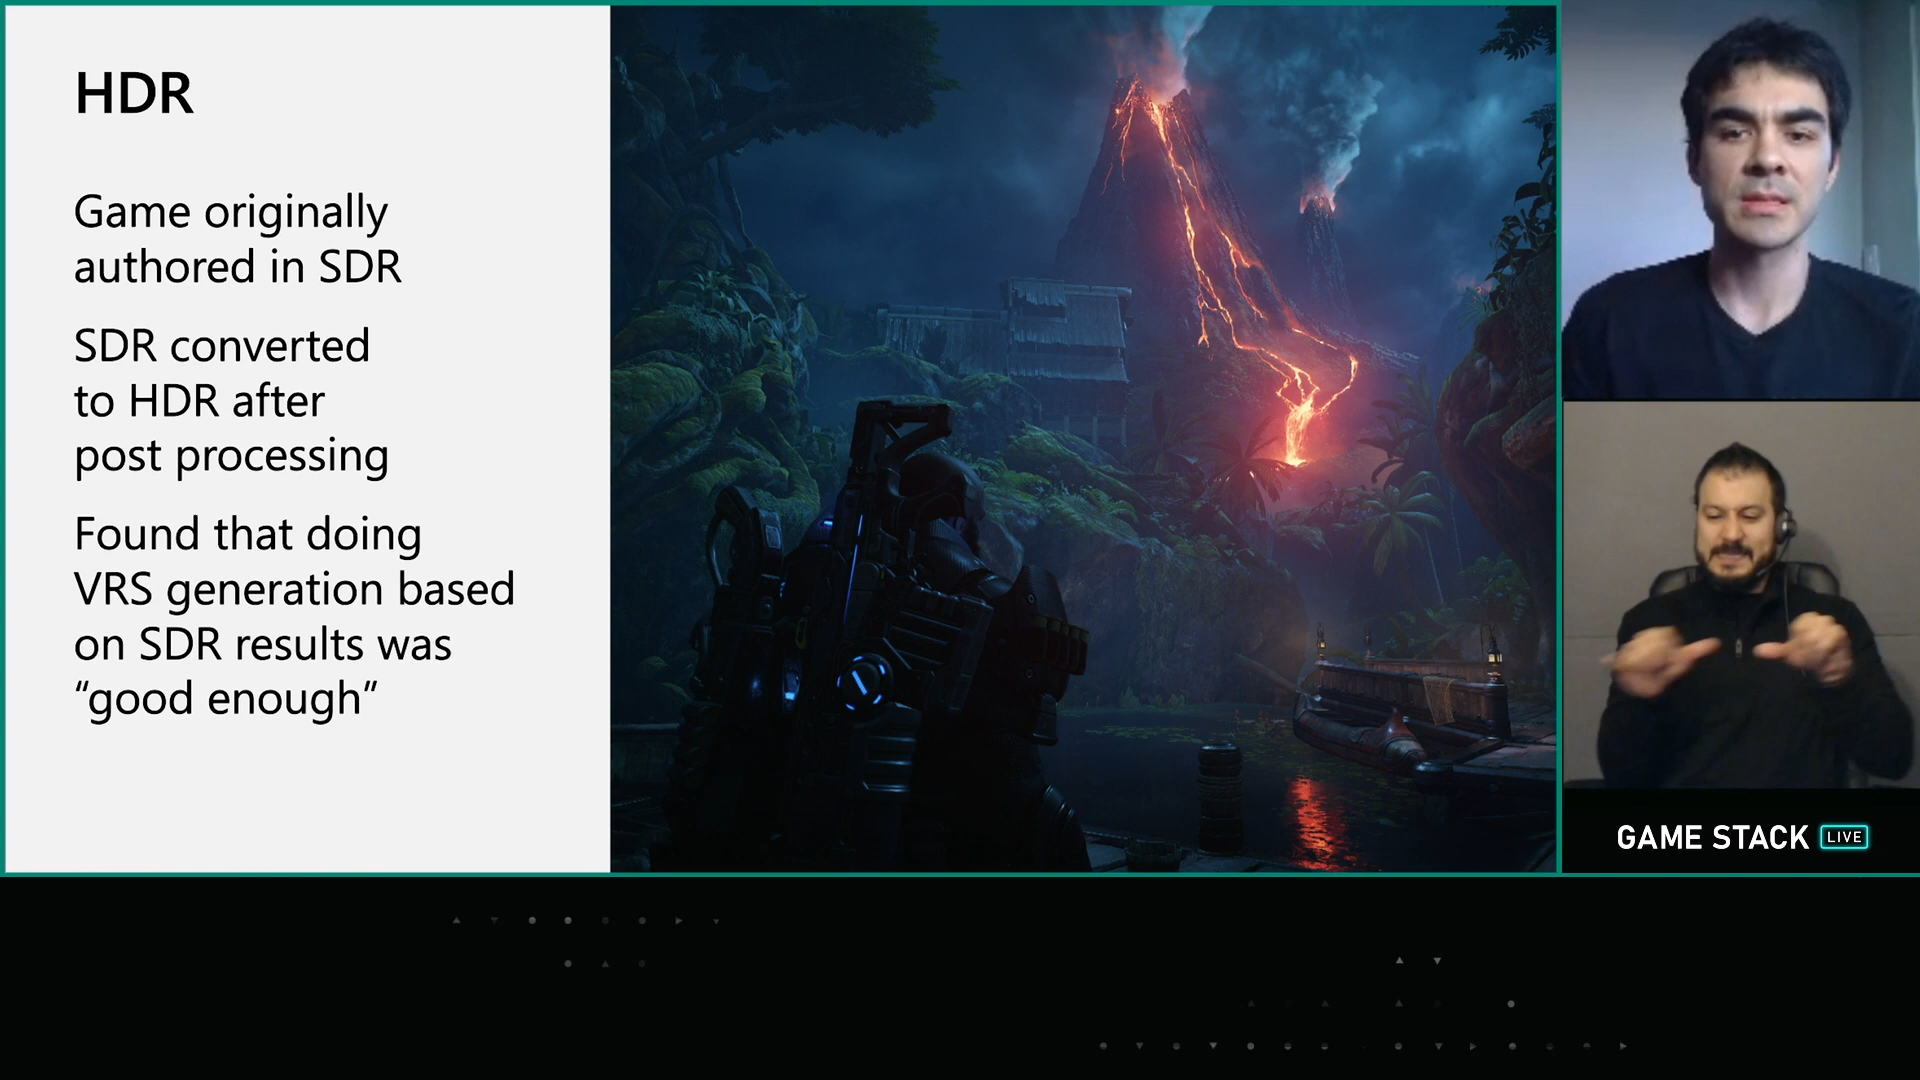 HDR
Game originally
authored in SDR
SDR converted
to HDR after
post processing
Found that doing
VRS generation based
on SDR results was
“good enough”
GAME STACK LIVE